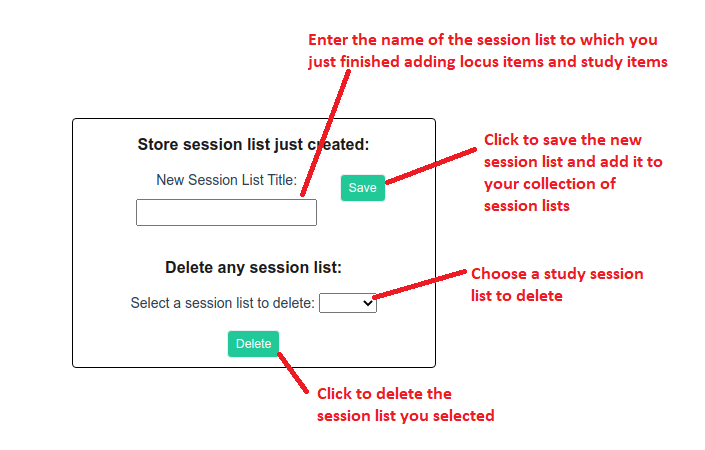 Enter the name of the session list to which you
just finished adding locus items and study items
Store session list just created:
New Session List Title:
Save
Click to save the new
session list and add it to
your collection of
session lists
Delete any session list:
Select a session list to delete:
Choose a study session
list to delete
Delete
Click to delete the
session list you selected